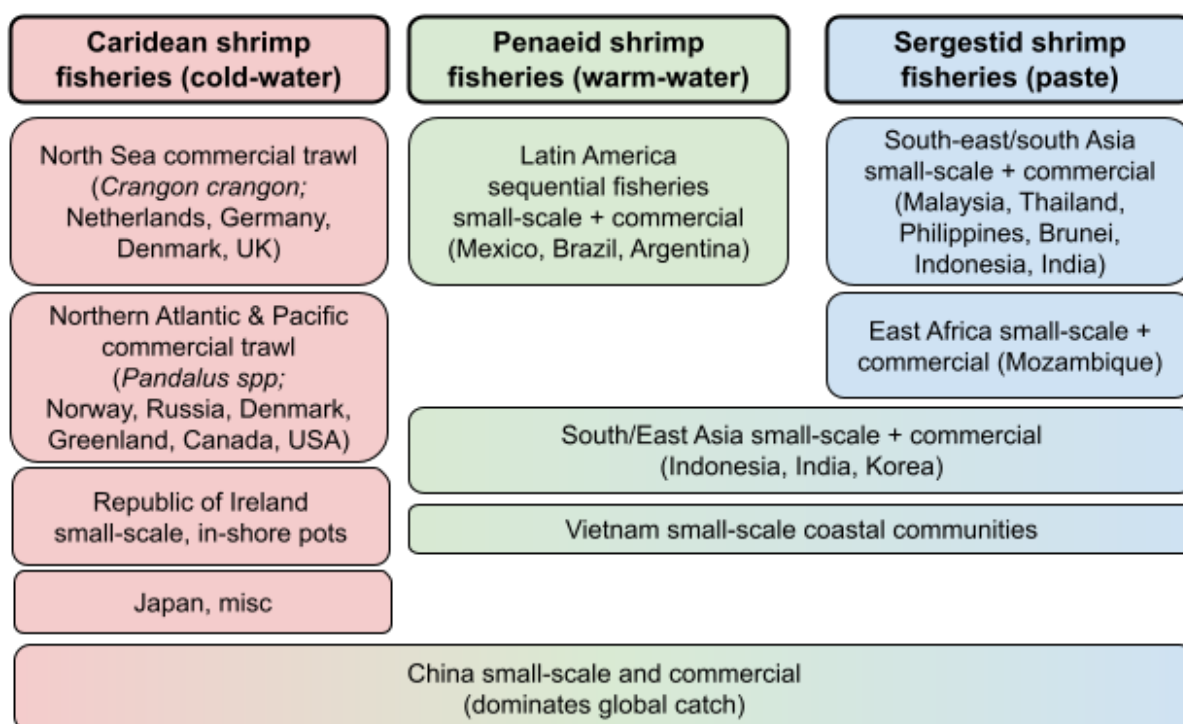 Caridean shrimp
fisheries (cold-water)
Penaeid shrimp
fisheries (warm-water)
Sergestid shrimp
fisheries (paste)
North Sea commercial trawl
(Crangon crangon;
Netherlands, Germany,
Denmark, UK)
Latin America
sequential fisheries
small-scale + commercial
(Mexico, Brazil, Argentina)
South-east/south Asia
small-scale + commercial
(Malaysia, Thailand,
Philippines, Brunei,
Indonesia, India)
Northern Atlantic & Pacific
commercial trawl
(Pandalus spp;
Norway, Russia, Denmark,
Greenland, Canada, USA)
East Africa small-scale +
commercial (Mozambique)
South/East Asia small-scale + commercial
(Indonesia, India, Korea)
Republic of Ireland
small-scale, in-shore pots
Vietnam small-scale coastal communities
Japan, misc
China small-scale and commercial
(dominates global catch)